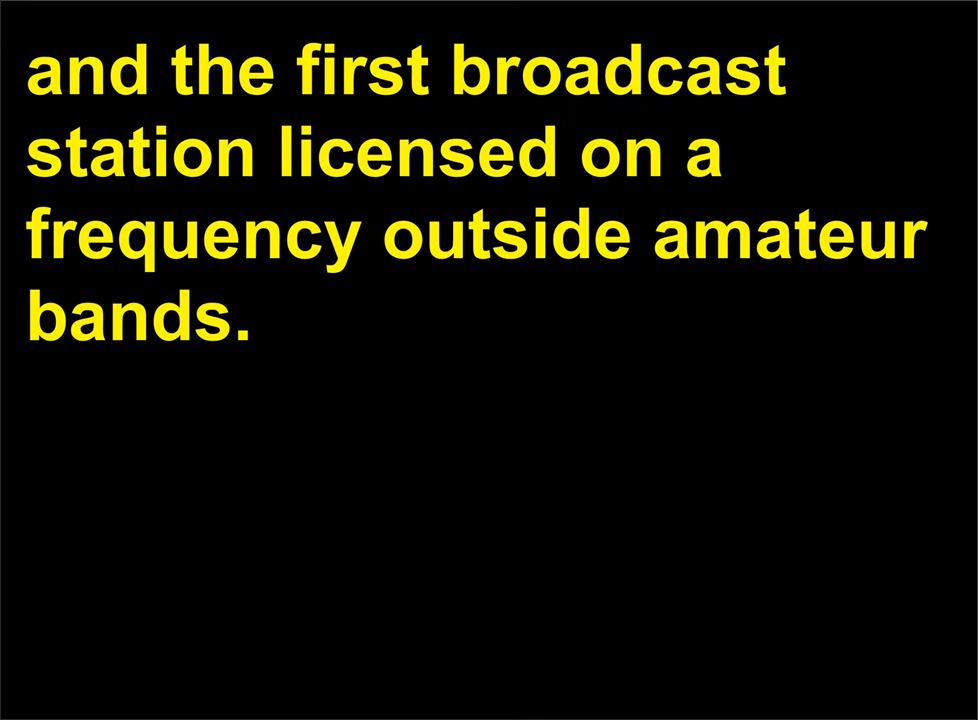 and the first broadcast
station licensed on a
frequency outside amateur
bands.